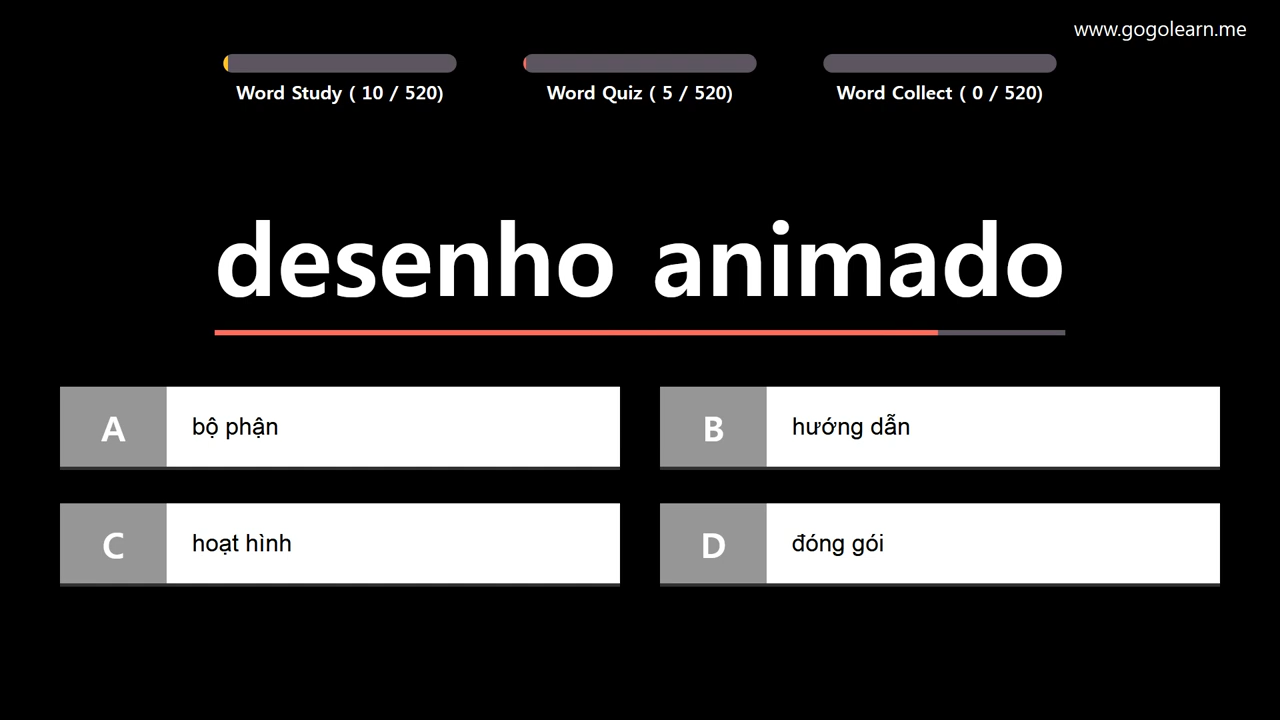 www.gogolearn.me
Word Study ( 10 / 520)
Word Quiz ( 5 / 520)
Word Collect ( 0 / 520)
desenho animado
A
bộ phận
B
hướng dẫn
C
hoạt hình
D
đóng gói